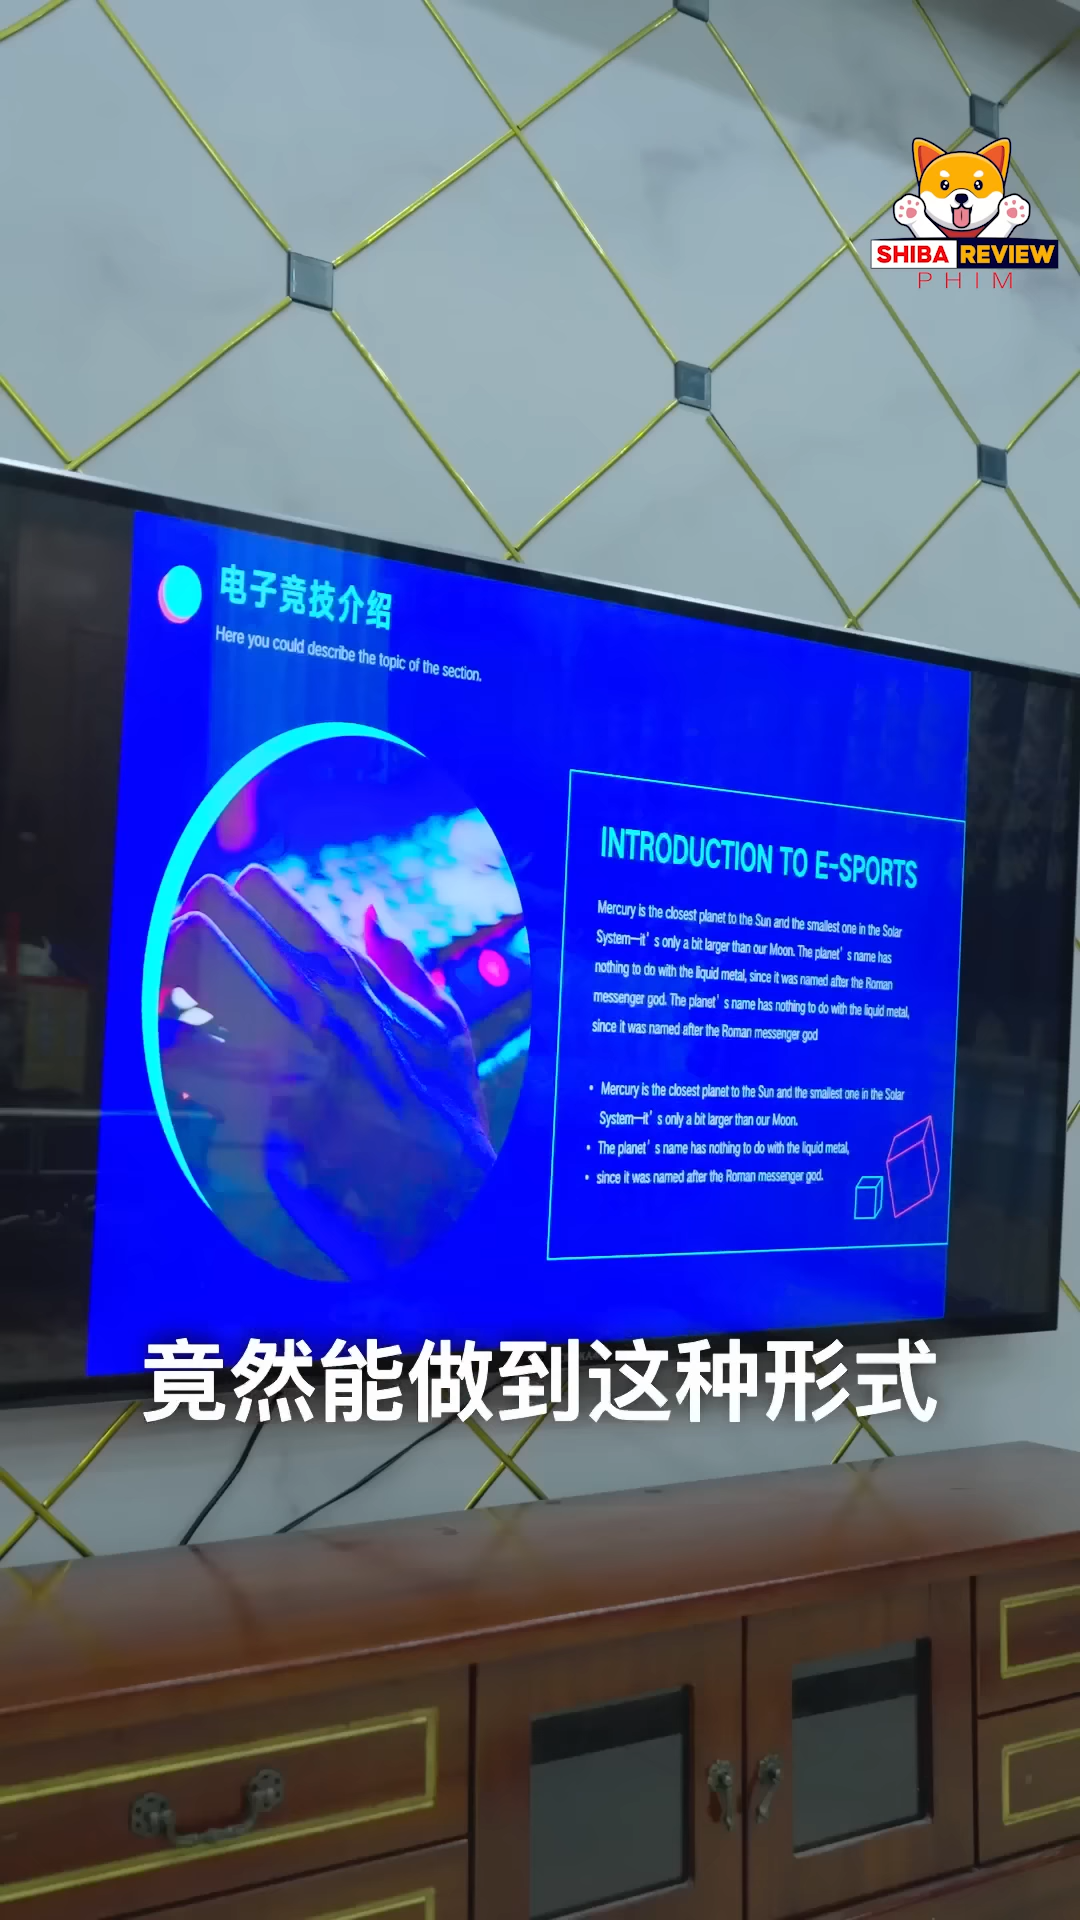 SHIBA REVIEW
PHIM
电子竞技介绍
Here you could describe the topic of the section.
INTRODUCTION TO E-SPORTS
Mercury is the closest planet to the Sun and the smallest one in the Solar
System—it' s only a bit larger than our Moon. The planet' s name has
nothing to do with the liquid metal, since it was named after the Roman
messenger god. The planet' s name has nothing to do with the liquid metal,
since it was named after the Roman messenger god
• Mercury is the closest planet to the Sun and the smallest one in the Solar
System—it' s only a bit larger than our Moon.
• The planet' s name has nothing to do with the liquid metal,
• since it was named after the Roman messenger god.
竟然能做到这种形式